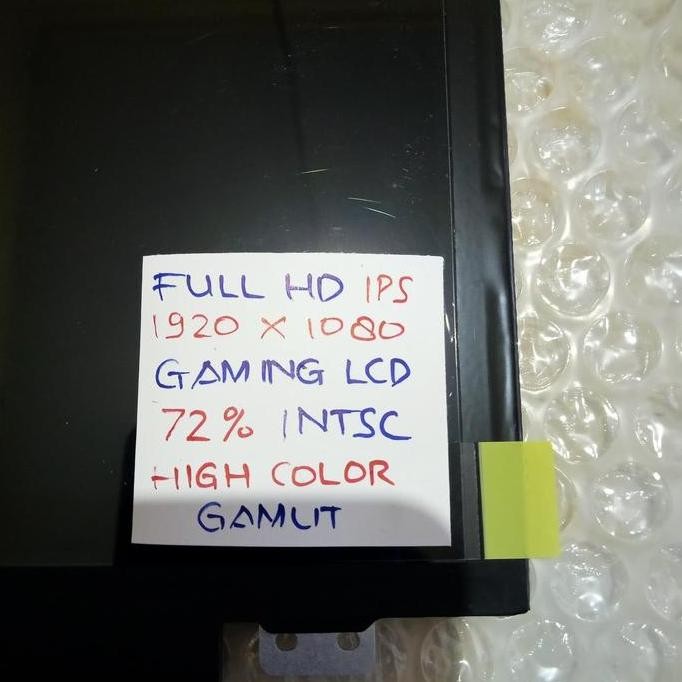 FULL HD IPS
1920 X 1080
GAMING LCD
72% INTSC
HIGH COLOR
GAMUT